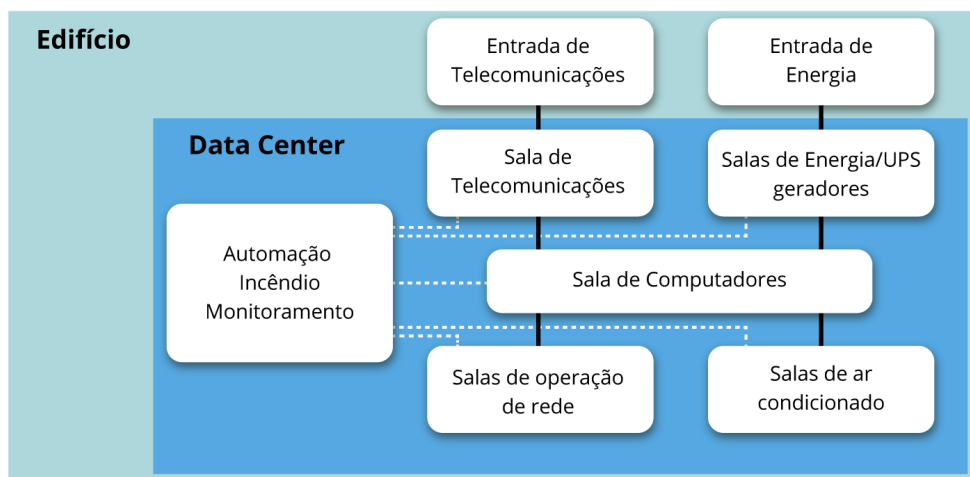 Edifício
Entrada de
Telecomunicações
Entrada de
Energia
Data Center
Sala de
Telecomunicações
Salas de Energia/UPS
geradores
Automação
Incêndio
Monitoramento
Sala de Computadores
Salas de operação
de rede
Salas de ar
condicionado